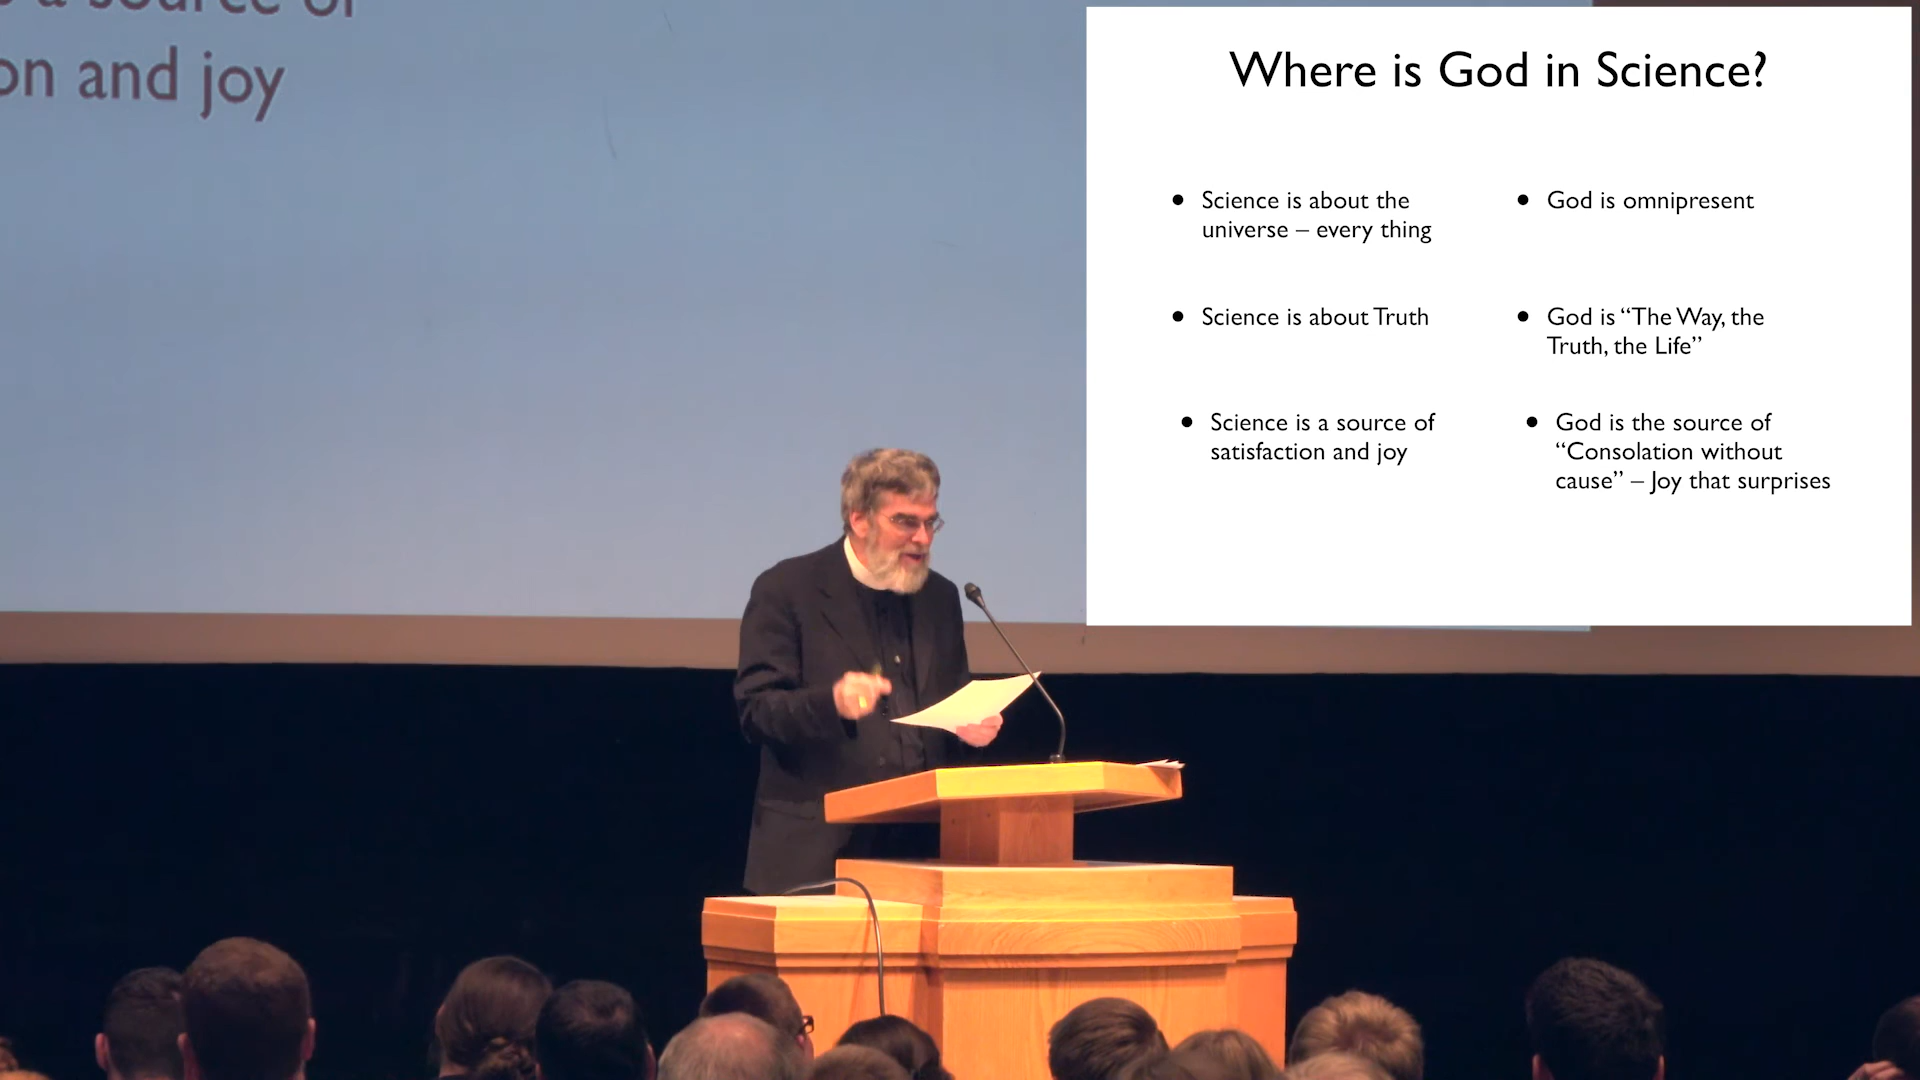 a source of
on and joy
Where is God in Science?
• Science is about the
universe – every thing
• God is omnipresent
• Science is about Truth
• God is “The Way, the
Truth, the Life”
• Science is a source of
satisfaction and joy
• God is the source of
“Consolation without
cause” – Joy that surprises